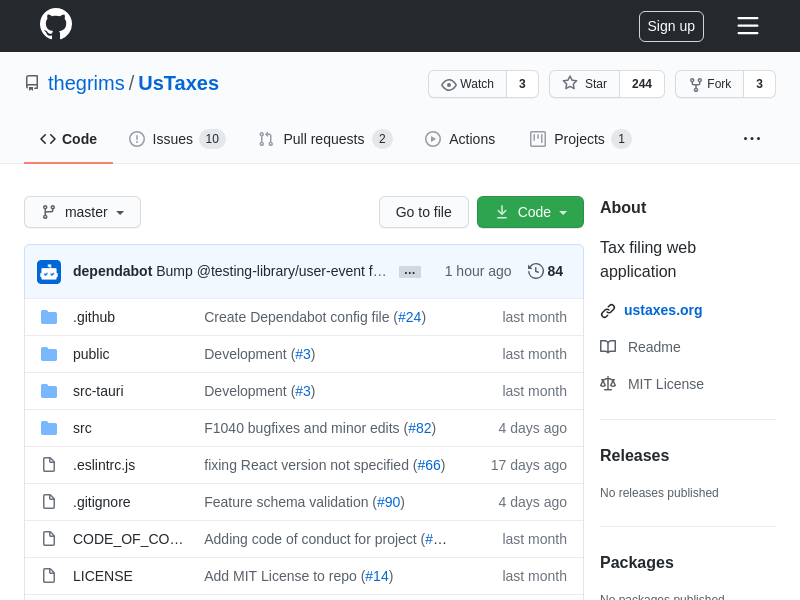 Sign up
thegrims / UsTaxes
Watch 3
Star 244
Fork 3
Code
Issues 10
Pull requests 2
Actions
Projects 1
master
Go to file
Code
dependabot Bump @testing-library/user-event f… … 1 hour ago 84
.github Create Dependabot config file (#24) last month
public Development (#3) last month
src-tauri Development (#3) last month
src F1040 bugfixes and minor edits (#82) 4 days ago
.eslintrc.js fixing React version not specified (#66) 17 days ago
.gitignore Feature schema validation (#90) 4 days ago
CODE_OF_CO… Adding code of conduct for project (#… last month
LICENSE Add MIT License to repo (#14) last month
About
Tax filing web
application
ustaxes.org
Readme
MIT License
Releases
No releases published
Packages
No packages published